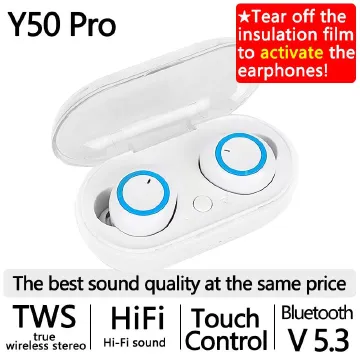 Y50 Pro
★Tear off the
insulation film
to activate the
earphones!
The best sound quality at the same price
TWS
true
wireless stereo
HiFi
Hi-Fi sound
Touch
Control
Bluetooth
V 5.3